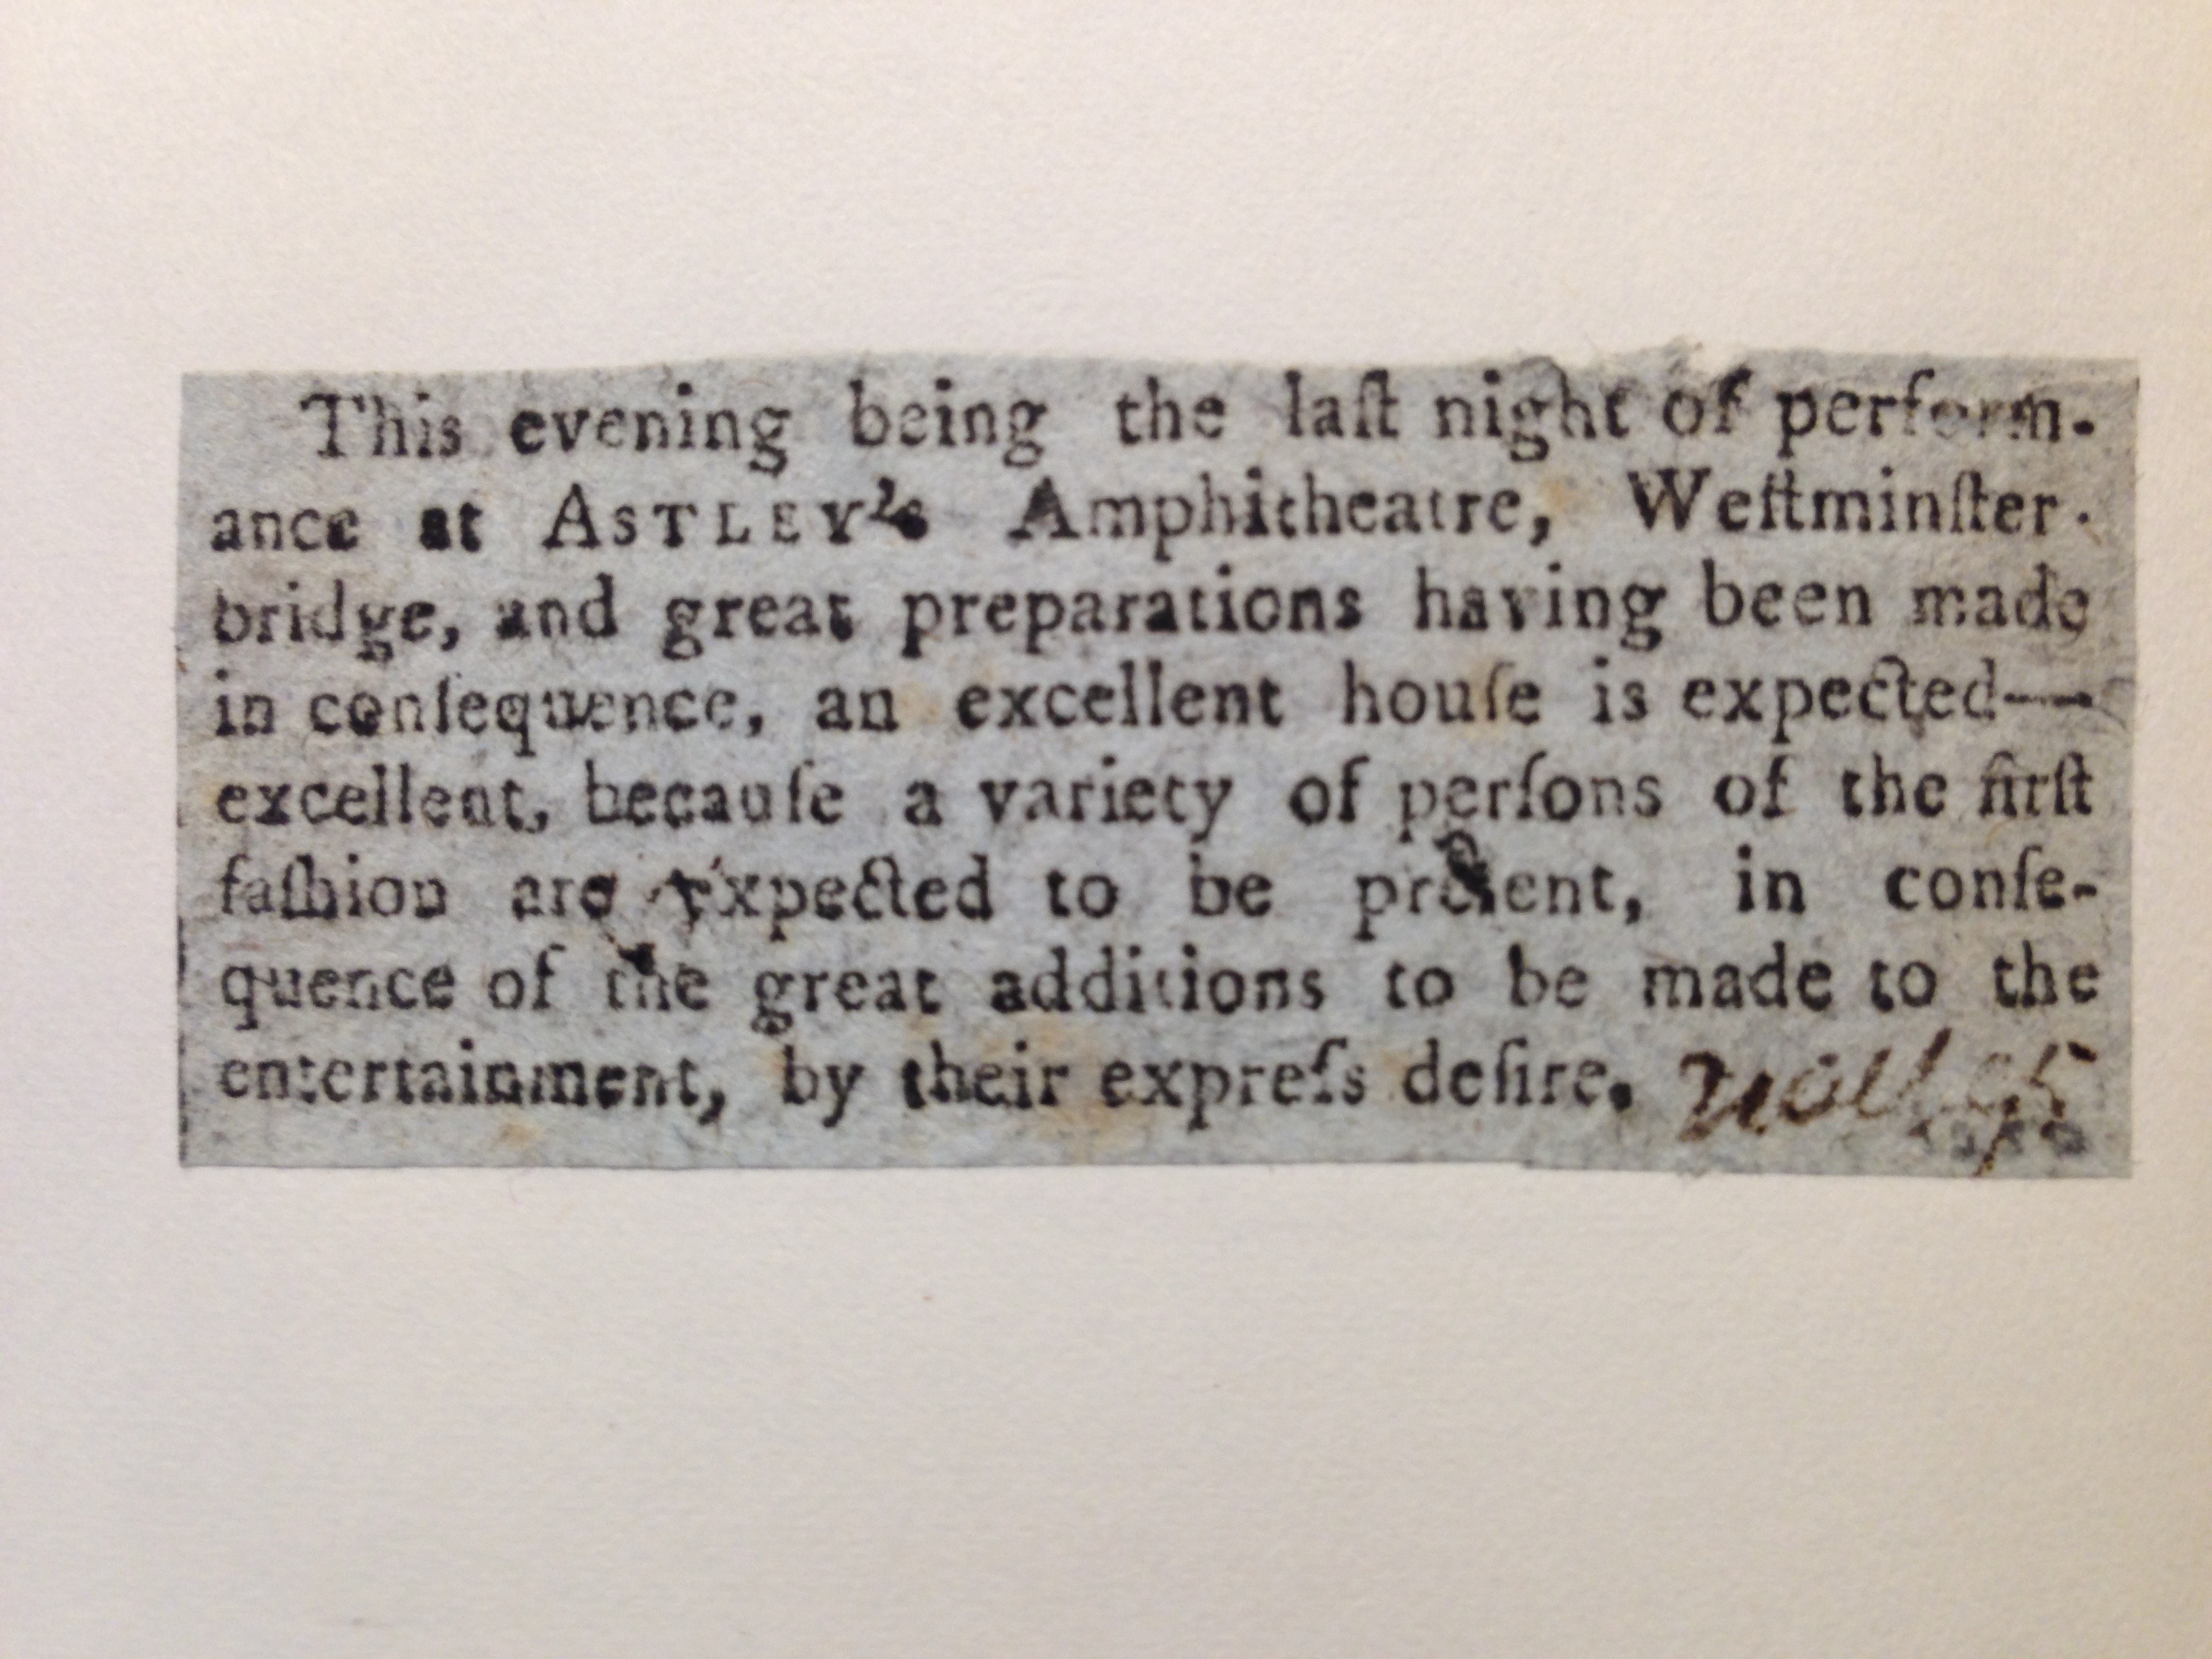 This evening being the laſt night of perform-
ance at ASTLEY's Amphitheatre, Weſtminſter-
bridge, and great preparations having been made
in conſequence, an excellent houſe is expected—
excellent, becauſe a variety of perſons of the firſt
faſhion are expected to be preſent, in conſe-
quence of the great additions to be made to the
entertainment, by their expreſs deſire.